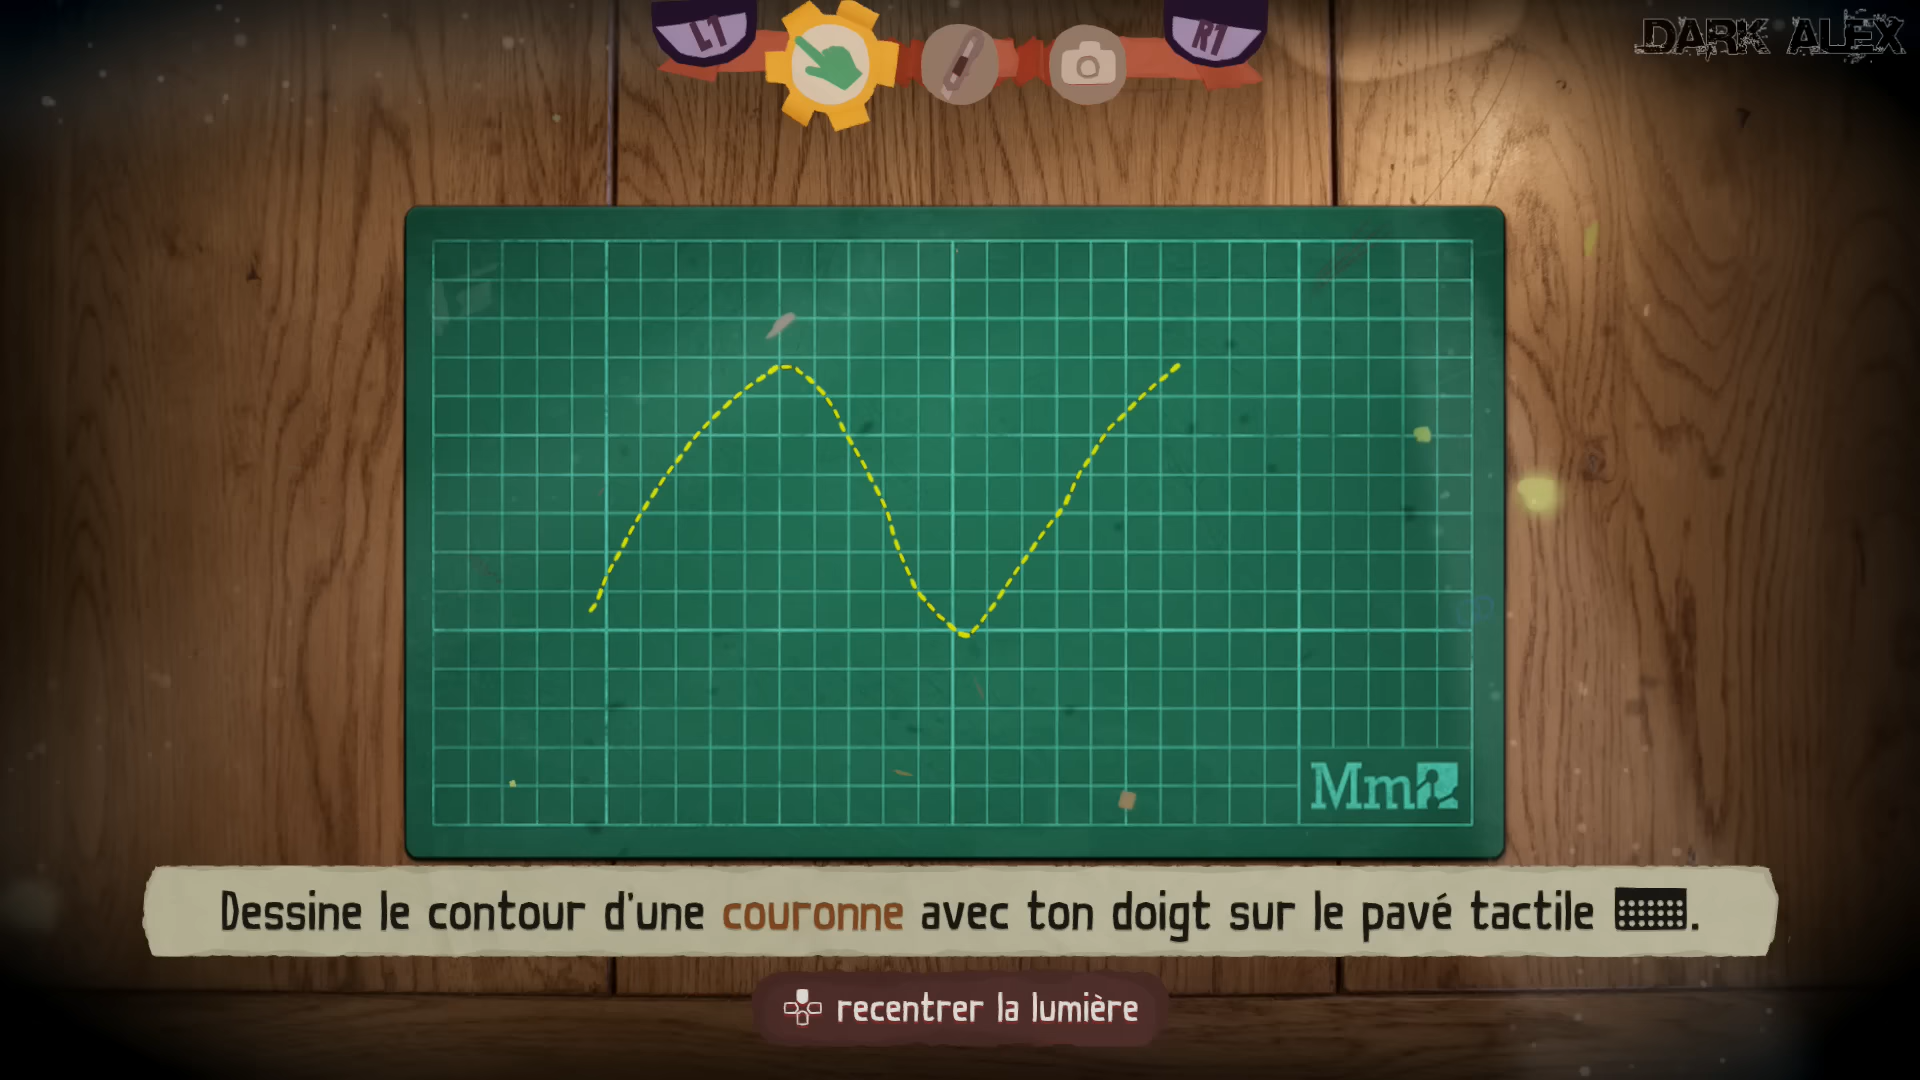 L1
R1
DARK ALEX
Mm
Dessine le contour d'une couronne avec ton doigt sur le pavé tactile .
recentrer la lumière